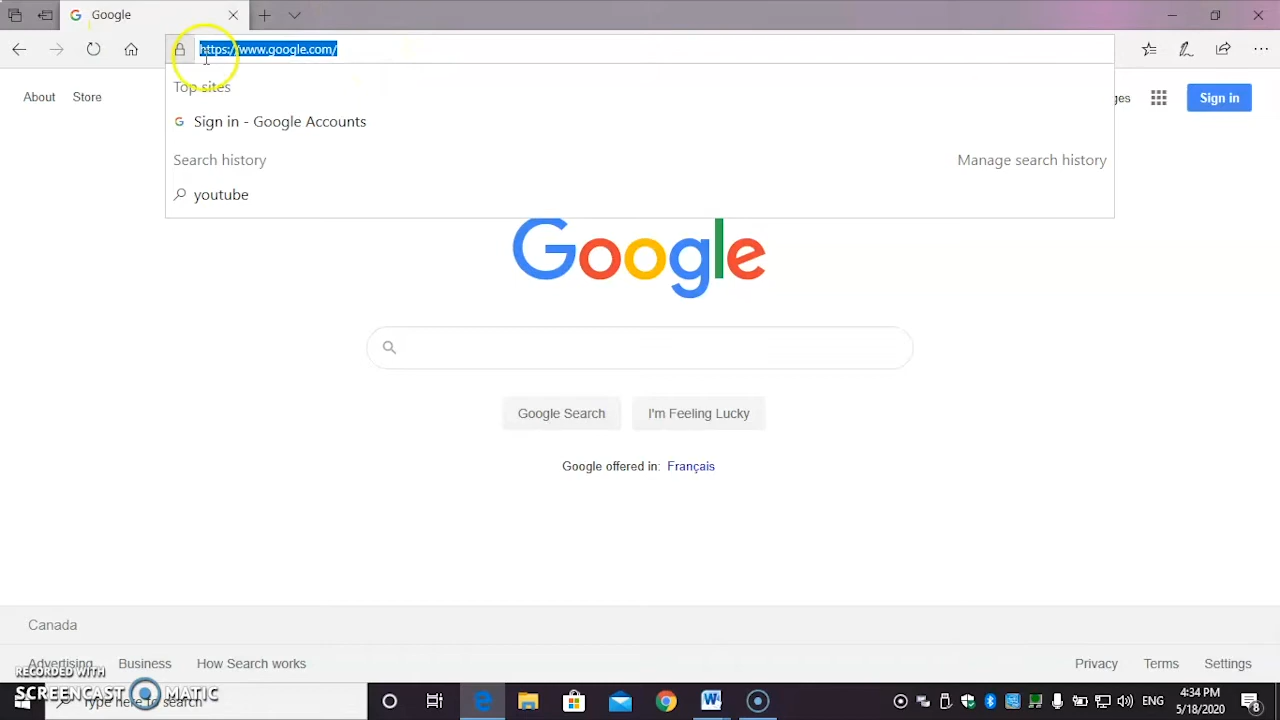 Google
https://www.google.com/
Top sites
About Store
Sign in
Sign in - Google Accounts
Search history Manage search history
youtube
Google
Google Search I'm Feeling Lucky
Google offered in: Français
Canada
Advertising Business How Search works Privacy Terms Settings
RECORDED WITH
SCREENCAST MATIC
Type here to search
ENG
4:34 PM
5/18/2020
8